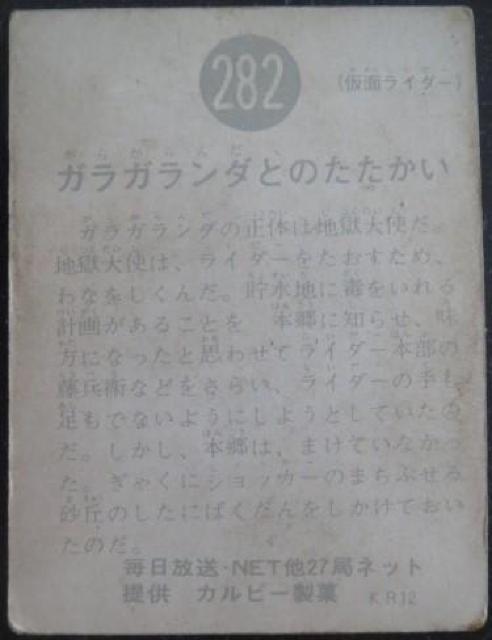 282
(仮面ライダー)
ガラガランダとのたたかい
ガラガランダの正体は地獄大使だ。
地獄大使は、ライダーをたおすため、
わなをしくんだ。貯水地に毒をいれる
計画があることを 本郷に知らせ、味
方になったと思わせてライダー本部の
藤兵衛などをさらい、ライダーの手も
足もでないようにしようとしていたの
だ。しかし、本郷は、まけていなかっ
た。ぎゃくにショッカーのまちぶせる
砂丘のしたにばくだんをしかけておい
たのだ。
毎日放送・NET他27局ネット
提供 カルビー製菓 K.R12